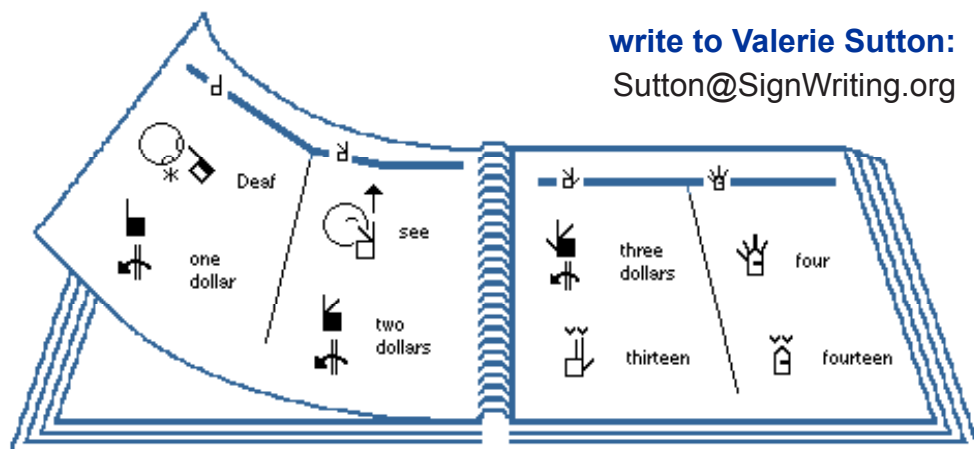 write to Valerie Sutton:
Sutton@SignWriting.org
Deaf
one
dollar
see
two
dollars
three
dollars
thirteen
four
fourteen